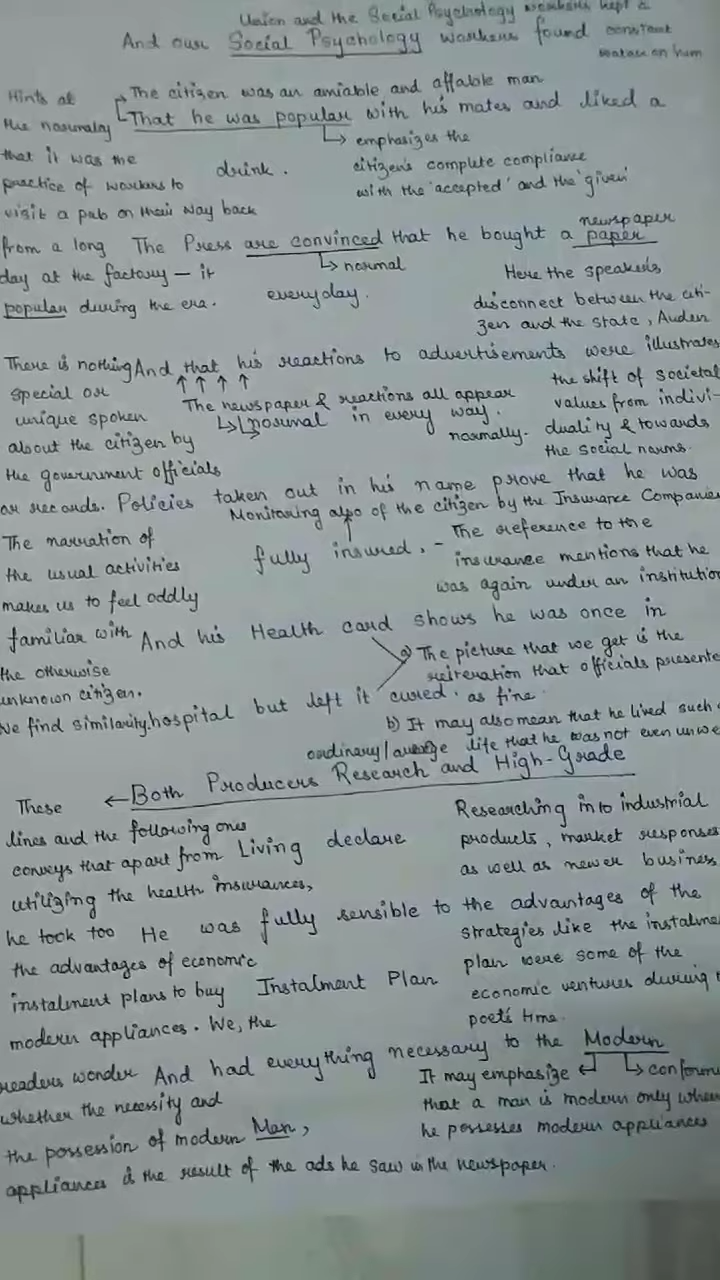 Union and the Social Psychology workers kept a
And our Social Psychology workers found constant
watch on him
The citizen was an amiable and affable man
Hints at
the normalcy
That he was popular with his mates and liked a
emphasizes the
that it was the
practice of workers to
visit a pub on their way back
drink.
citizen's complete compliance
with the 'accepted' and the 'given'
newspaper
from a long The Press are convinced that he bought a paper
day at the factory – it
popular during the era.
normal
everyday.
Here the speaker's
disconnect between the citi-
zen and the state, Auden
There is nothing And that his reactions to advertisements were illustrates
special or
unique spoken
about the citizen by
the government officials
The newspaper & reactions all appear
normal in every way.
normally.
the shift of societal
values from indivi-
duality & towards
the social norms.
or records. Policies taken out in his name prove that he was
Monitoring also of the citizen by the Insurance Companies
The narration of
the usual activities
makes us to feel oddly
fully insured, – The reference to the
insurance mentions that he
was again under an institution
familiar with And his Health card shows he was once in
the otherwise
unknown citizen.
a) The picture that we get is the
reiteration that officials presente
We find similarity. hospital but left it cured. as fine.
b) It may also mean that he lived such
ordinary/average life that he was not even unwe
These ← Both Producers Research and High-Grade
lines and the following ones
conveys that apart from Living declare
utilizing the health insurances,
Researching into industrial
products, market responses
as well as newer business
he took too He was fully sensible to the advantages of the
the advantages of economic
instalment plans to buy Instalment Plan
modern appliances. We, the
strategies like the instalme
plan were some of the
economic ventures during
poet's time.
readers wonder And had everything necessary to the Modern
whether the necessity and
the possession of modern Man,
It may emphasize
conform
that a man is modern only when
he possesses modern appliances
appliances is the result of the ads he saw in the newspaper.